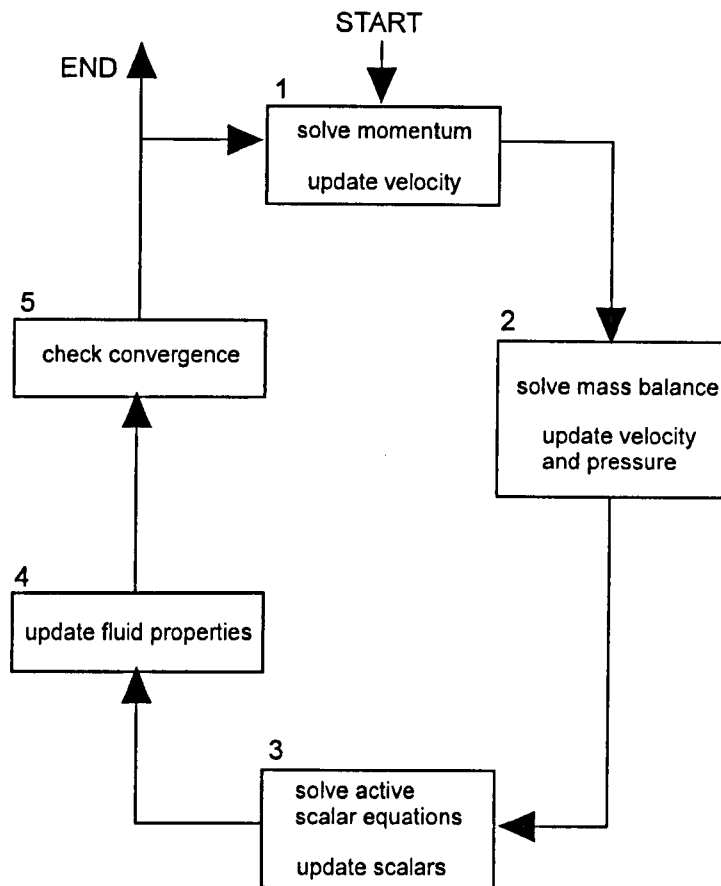 START
END
1
solve momentum
update velocity
2
solve mass balance
update velocity
and pressure
3
solve active
scalar equations
update scalars
4
update fluid properties
5
check convergence